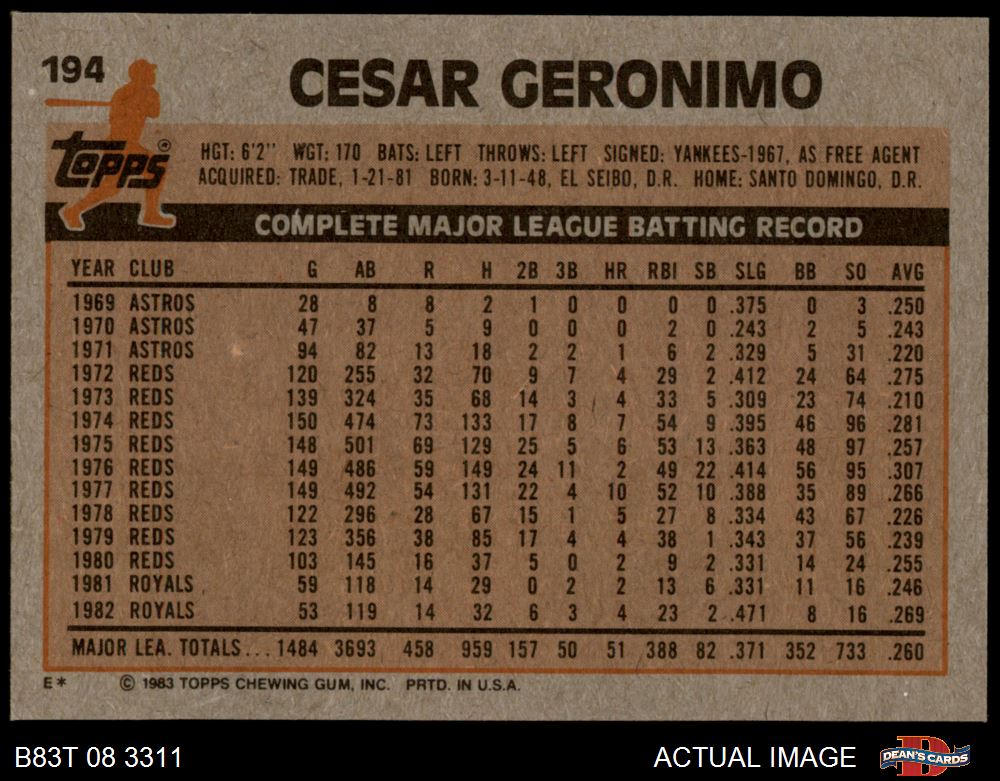 194 CESAR GERONIMO
Topps®
HGT: 6'2" WGT: 170 BATS: LEFT THROWS: LEFT SIGNED: YANKEES-1967, AS FREE AGENT
ACQUIRED: TRADE, 1-21-81 BORN: 3-11-48, EL SEIBO, D.R. HOME: SANTO DOMINGO, D.R.
COMPLETE MAJOR LEAGUE BATTING RECORD
YEAR CLUB G AB R H 2B 3B HR RBI SB SLG BB SO AVG
1969 ASTROS 28 8 8 2 1 0 0 0 0 .375 0 3 .250
1970 ASTROS 47 37 5 9 0 0 0 2 0 .243 2 5 .243
1971 ASTROS 94 82 13 18 2 2 1 6 2 .329 5 31 .220
1972 REDS 120 255 32 70 9 7 4 29 2 .412 24 64 .275
1973 REDS 139 324 35 68 14 3 4 33 5 .309 23 74 .210
1974 REDS 150 474 73 133 17 8 7 54 9 .395 46 96 .281
1975 REDS 148 501 69 129 25 5 6 53 13 .363 48 97 .257
1976 REDS 149 486 59 149 24 11 2 49 22 .414 56 95 .307
1977 REDS 149 492 54 131 22 4 10 52 10 .388 35 89 .266
1978 REDS 122 296 28 67 15 1 5 27 8 .334 43 67 .226
1979 REDS 123 356 38 85 17 4 4 38 1 .343 37 56 .239
1980 REDS 103 145 16 37 5 0 2 9 2 .331 14 24 .255
1981 ROYALS 59 118 14 29 0 2 2 13 6 .331 11 16 .246
1982 ROYALS 53 119 14 32 6 3 4 23 2 .471 8 16 .269
MAJOR LEA. TOTALS... 1484 3693 458 959 157 50 51 388 82 .371 352 733 .260
E* © 1983 TOPPS CHEWING GUM, INC. PRTD. IN U.S.A.
B83T 08 3311 ACTUAL IMAGE D DEAN'S CARDS